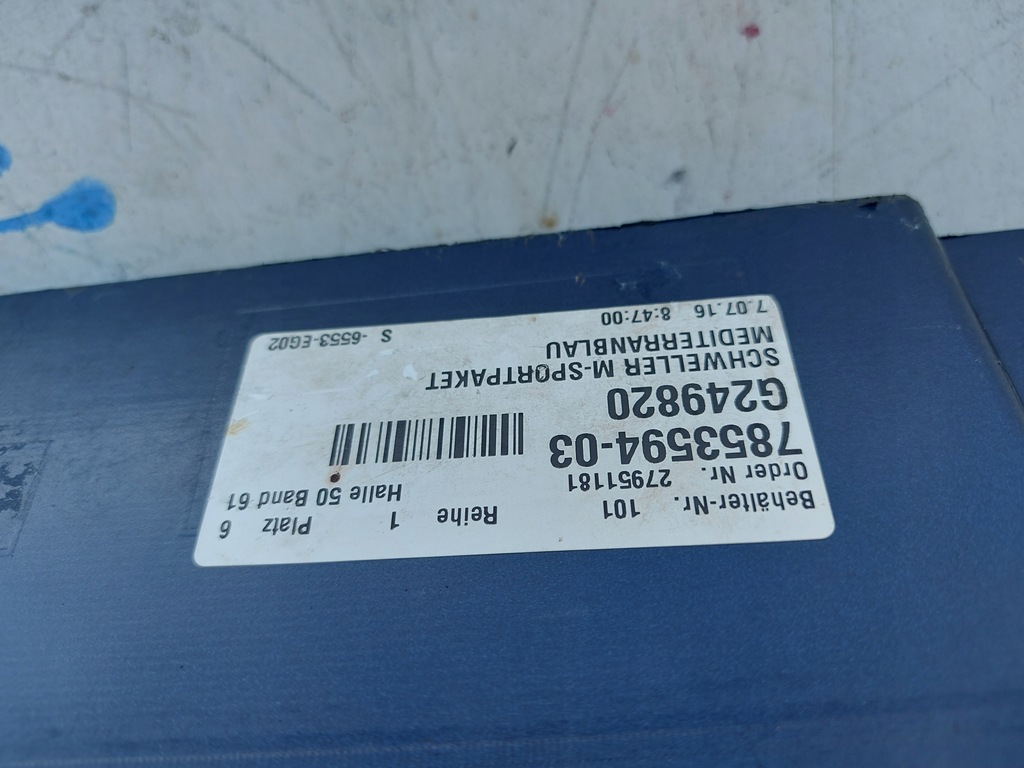 Behälter-Nr. 101 Reihe 1 Platz 6
Order Nr. 27951181 Halle 50 Band 61
7853594-03
G249820
SCHWELLER M-SPORTPAKET
MEDITERRANBLAU
7.07.16 8:47:00 S -6553-EG02